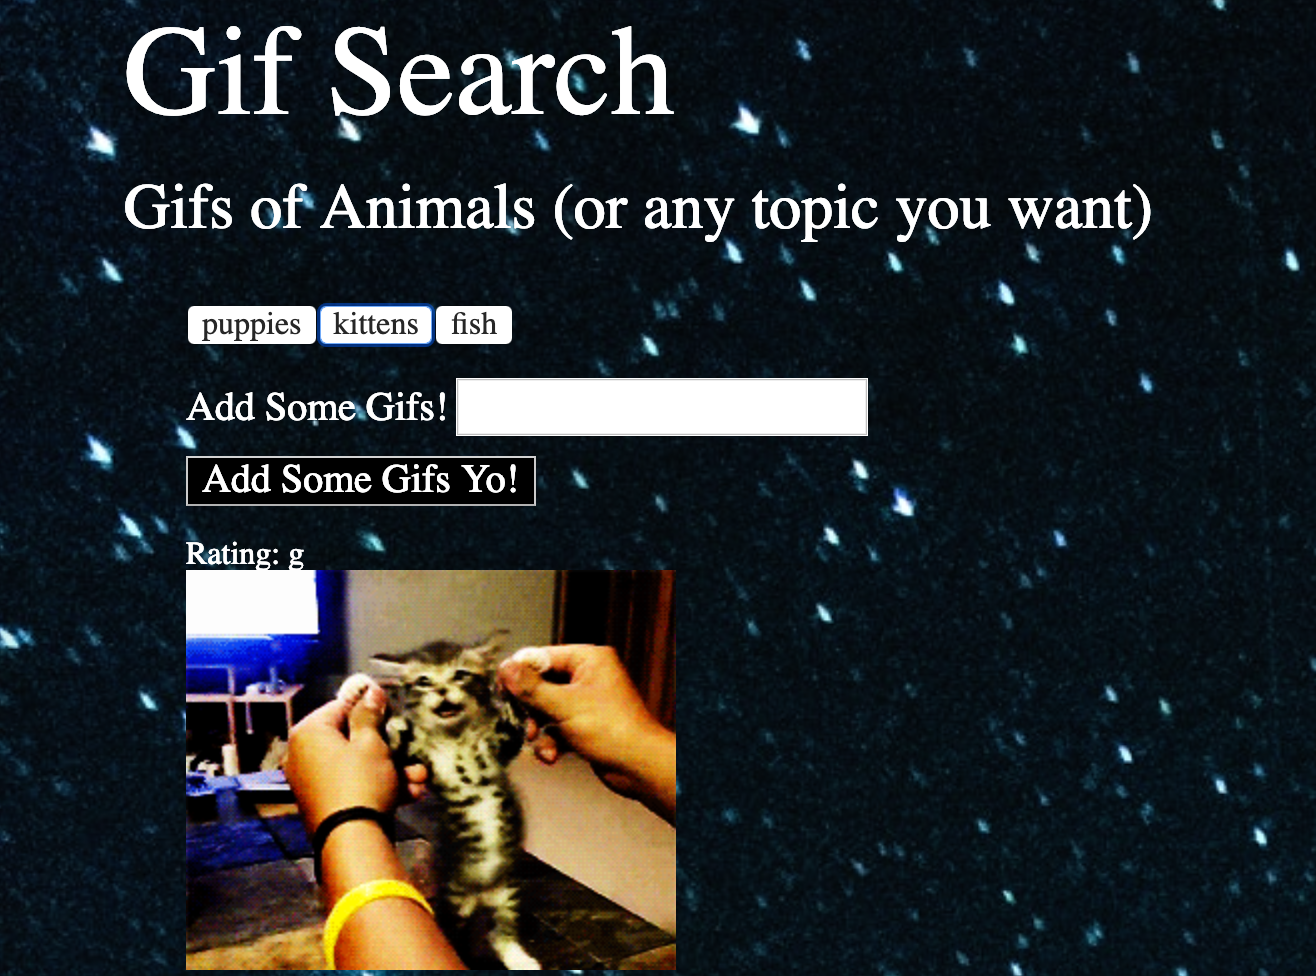 Gif Search
Gifs of Animals (or any topic you want)
puppies kittens fish
Add Some Gifs!
Add Some Gifs Yo!
Rating: g